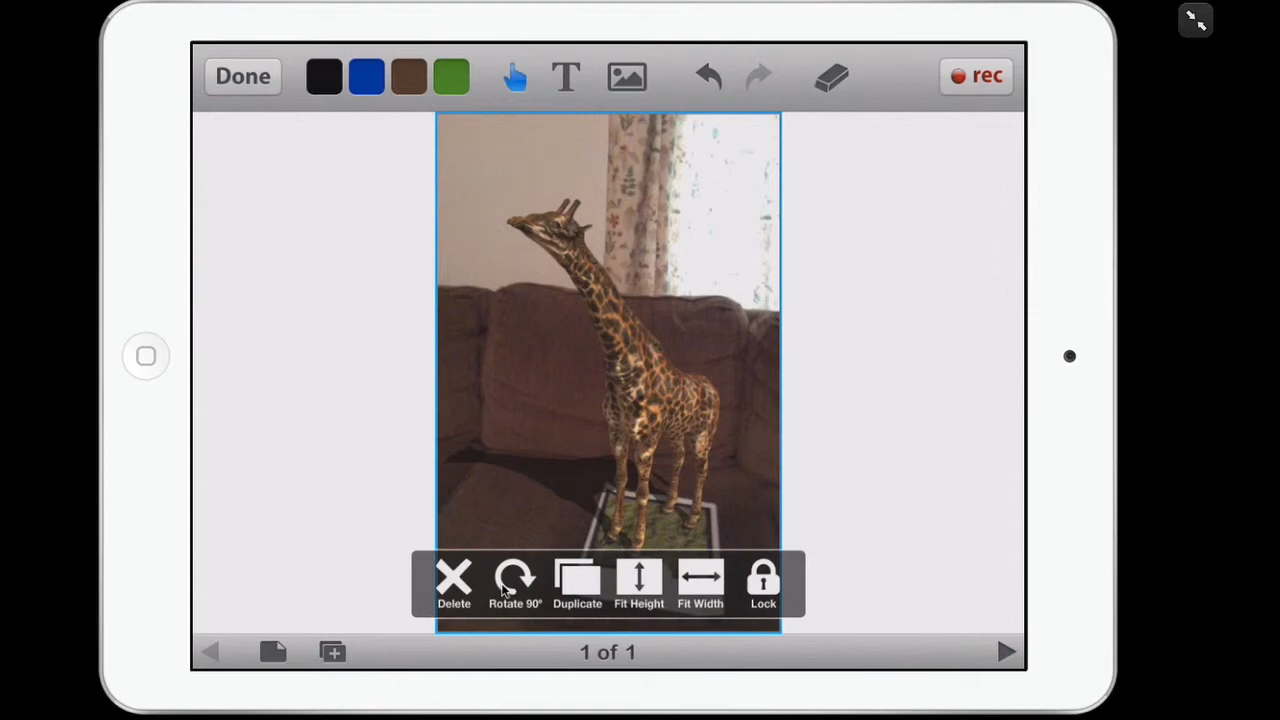 Done
T
rec
Delete
Rotate 90°
Duplicate
Fit Height
Fit Width
Lock
1 of 1